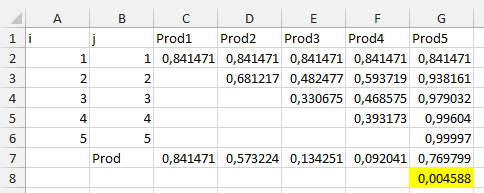 A B C D E F G
1 i j Prod1 Prod2 Prod3 Prod4 Prod5
2 1 1 0,841471 0,841471 0,841471 0,841471 0,841471
3 2 2 0,681217 0,482477 0,593719 0,938161
4 3 3 0,330675 0,468575 0,979032
5 4 4 0,393173 0,99604
6 5 5 0,99997
7 Prod 0,841471 0,573224 0,134251 0,092041 0,769799
8 0,004588